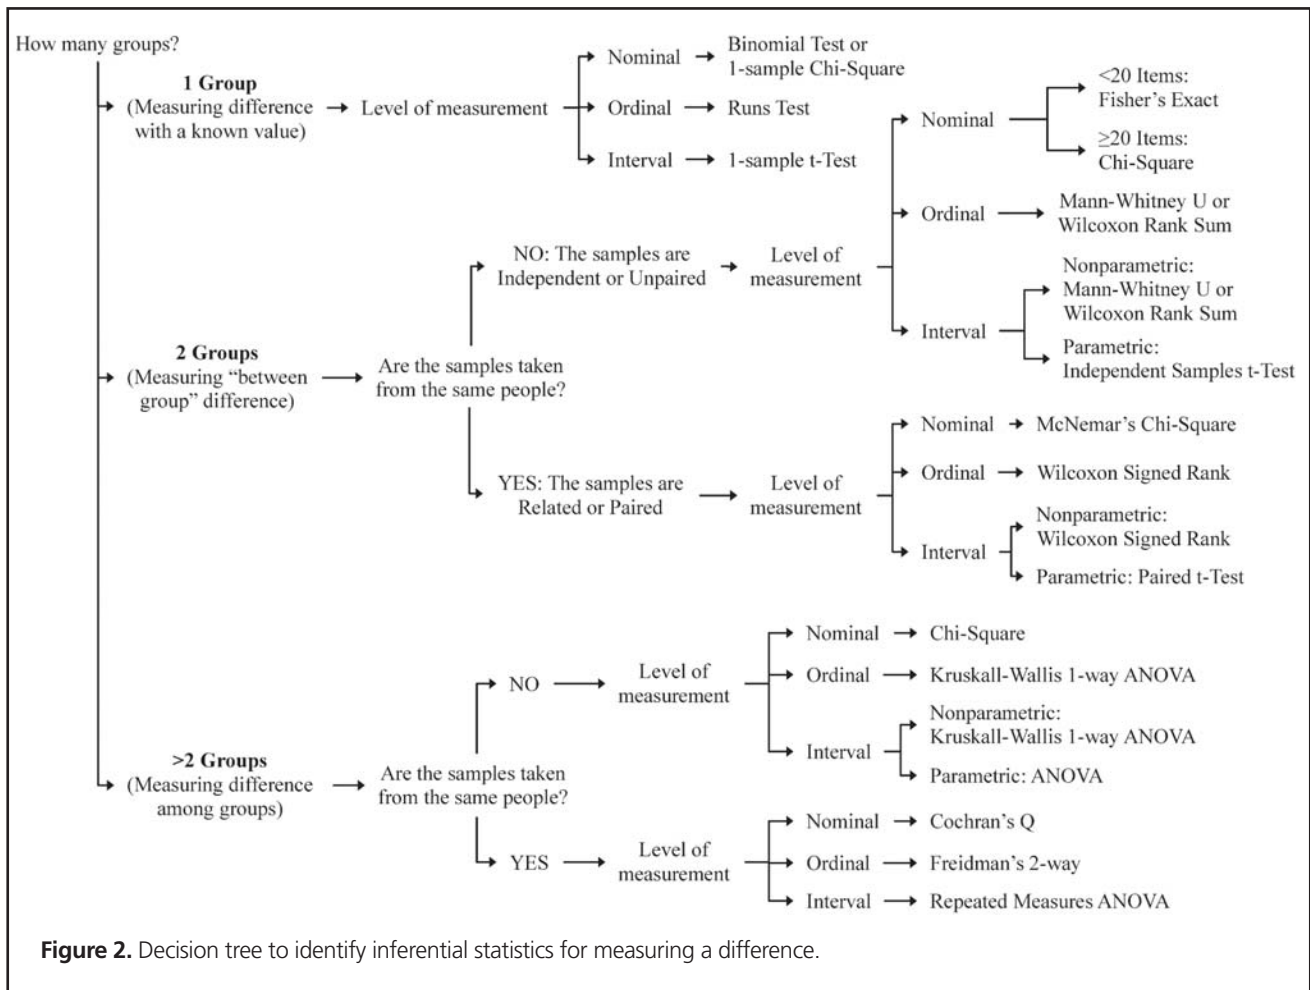 How many groups?
1 Group
(Measuring difference
with a known value)
Level of measurement
Nominal
Binomial Test or
1-sample Chi-Square
Ordinal
Runs Test
Interval
1-sample t-Test
2 Groups
(Measuring “between
group” difference)
Are the samples taken
from the same people?
NO: The samples are
Independent or Unpaired
Level of
measurement
Nominal
<20 Items:
Fisher’s Exact
≥20 Items:
Chi-Square
Ordinal
Mann-Whitney U or
Wilcoxon Rank Sum
Interval
Nonparametric:
Mann-Whitney U or
Wilcoxon Rank Sum
Parametric:
Independent Samples t-Test
YES: The samples are
Related or Paired
Level of
measurement
Nominal
McNemar’s Chi-Square
Ordinal
Wilcoxon Signed Rank
Interval
Nonparametric:
Wilcoxon Signed Rank
Parametric: Paired t-Test
>2 Groups
(Measuring difference
among groups)
Are the samples taken
from the same people?
NO
Level of
measurement
Nominal
Chi-Square
Ordinal
Kruskall-Wallis 1-way ANOVA
Interval
Nonparametric:
Kruskall-Wallis 1-way ANOVA
Parametric: ANOVA
YES
Level of
measurement
Nominal
Cochran’s Q
Ordinal
Freidman’s 2-way
Interval
Repeated Measures ANOVA
Figure 2. Decision tree to identify inferential statistics for measuring a difference.